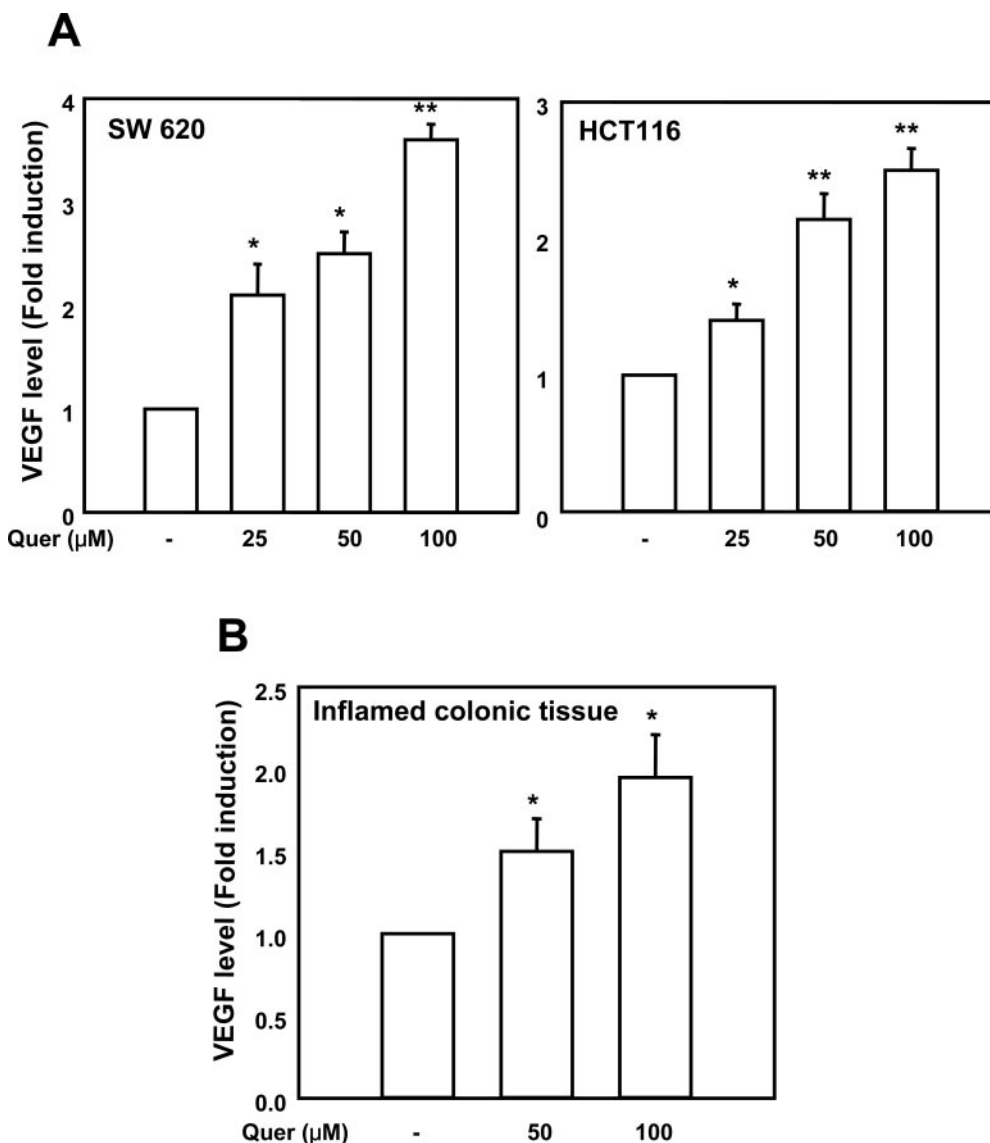 A
SW 620
VEGF level (Fold induction)
4
3
2
1
0
*
*
**
Quer (µM) - 25 50 100
HCT116
3
2
1
0
*
**
**
- 25 50 100
B
Inflamed colonic tissue
VEGF level (Fold induction)
2.5
2.0
1.5
1.0
0.5
0.0
*
*
Quer (µM) - 50 100